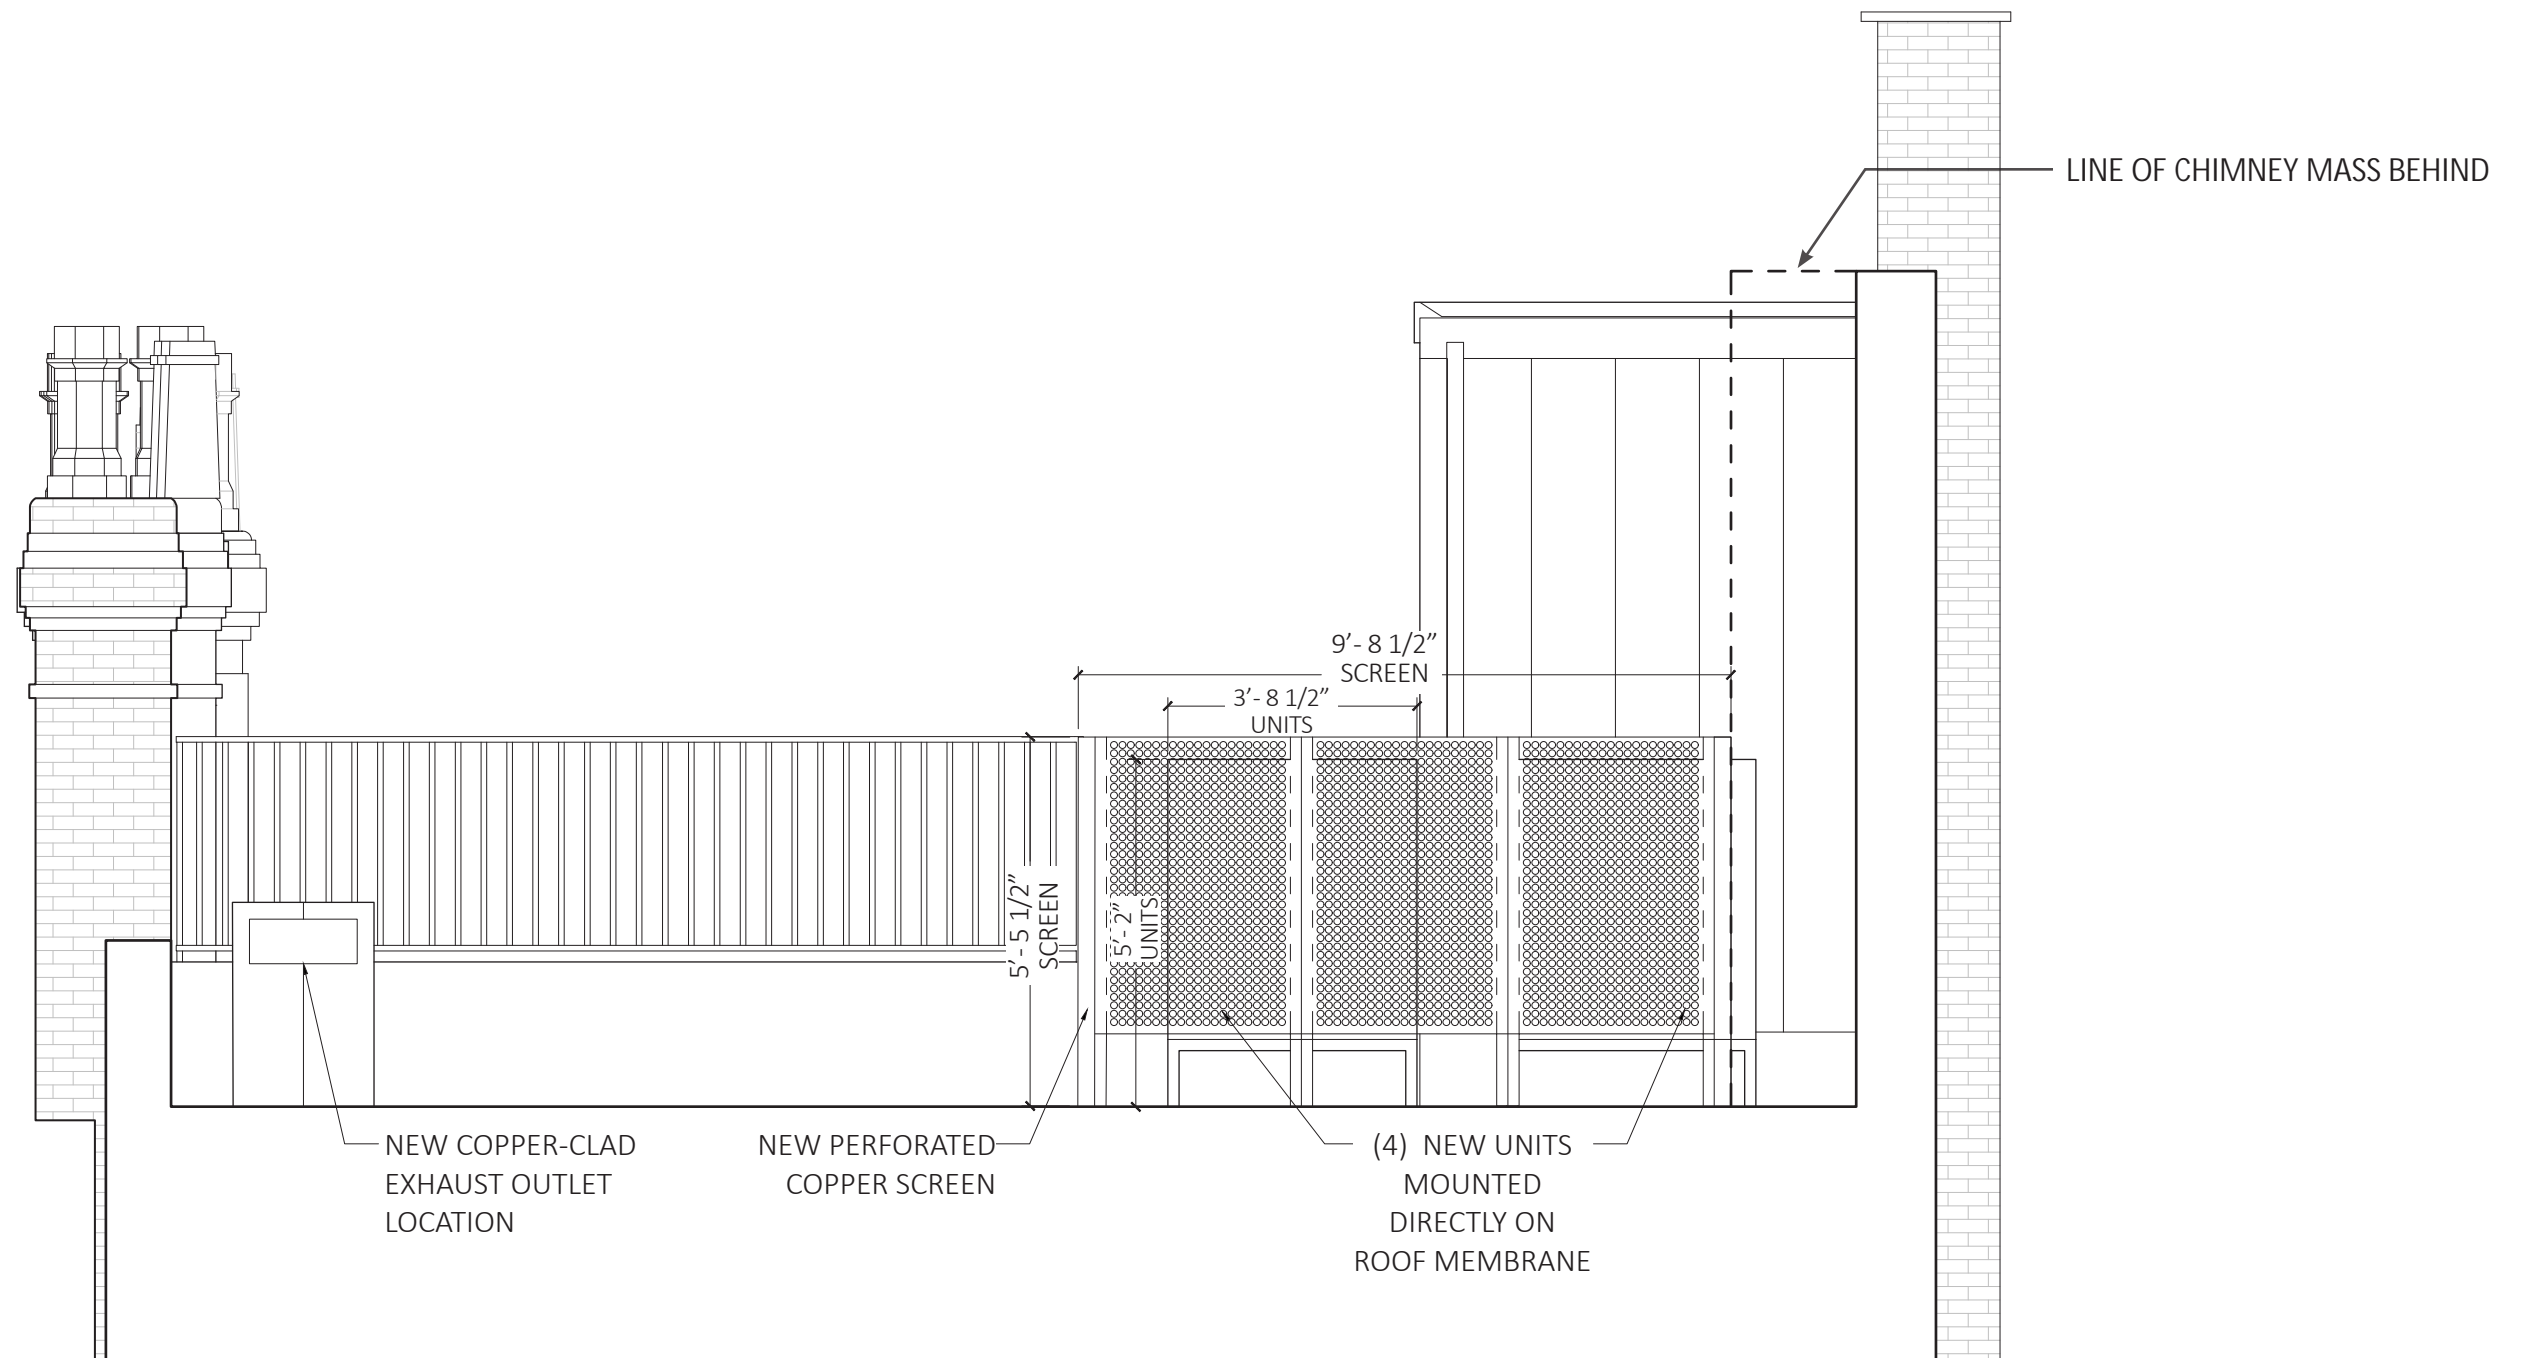 LINE OF CHIMNEY MASS BEHIND
9'- 8 1/2"
SCREEN
3'- 8 1/2"
UNITS
5'- 5 1/2"
SCREEN
5'- 2"
UNITS
NEW COPPER-CLAD
EXHAUST OUTLET
LOCATION
NEW PERFORATED
COPPER SCREEN
(4) NEW UNITS
MOUNTED
DIRECTLY ON
ROOF MEMBRANE